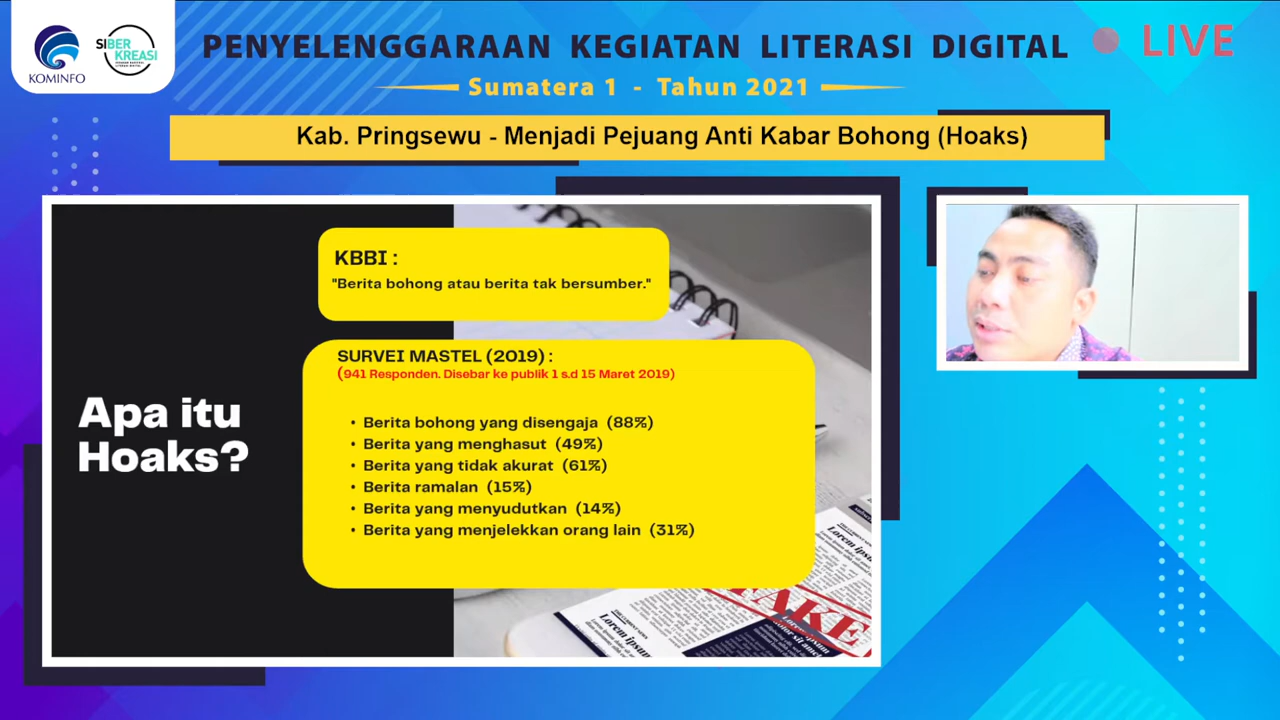 KOMINFO
SIBER
KREASI
PENYELENGGARAAN KEGIATAN LITERASI DIGITAL
LIVE
Sumatera 1 - Tahun 2021
Kab. Pringsewu - Menjadi Pejuang Anti Kabar Bohong (Hoaks)
KBBI :
"Berita bohong atau berita tak bersumber."
SURVEI MASTEL (2019) :
(941 Responden. Disebar ke publik 1 s.d 15 Maret 2019)
Apa itu
Hoaks?
• Berita bohong yang disengaja (88%)
• Berita yang menghasut (49%)
• Berita yang tidak akurat (61%)
• Berita ramalan (15%)
• Berita yang menyudutkan (14%)
• Berita yang menjelekkan orang lain (31%)
Lorem ipsum
FAKE
Lorem ipsum